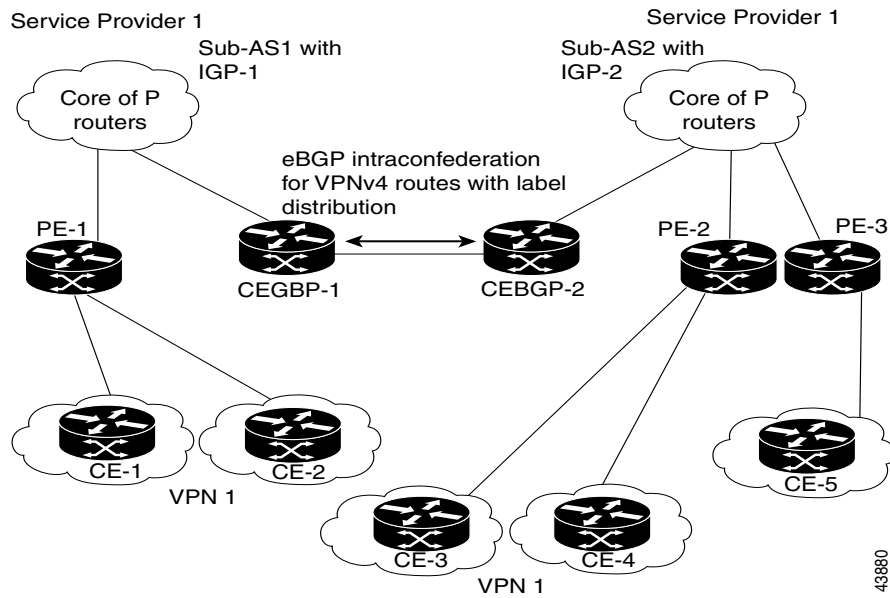 Service Provider 1
Service Provider 1
Sub-AS1 with
IGP-1
Sub-AS2 with
IGP-2
Core of P
routers
Core of P
routers
eBGP intraconfederation
for VPNv4 routes with label
distribution
PE-1
PE-2
PE-3
CEGBP-1
CEBGP-2
CE-1
CE-2
VPN 1
CE-5
CE-3
CE-4
VPN 1
43880